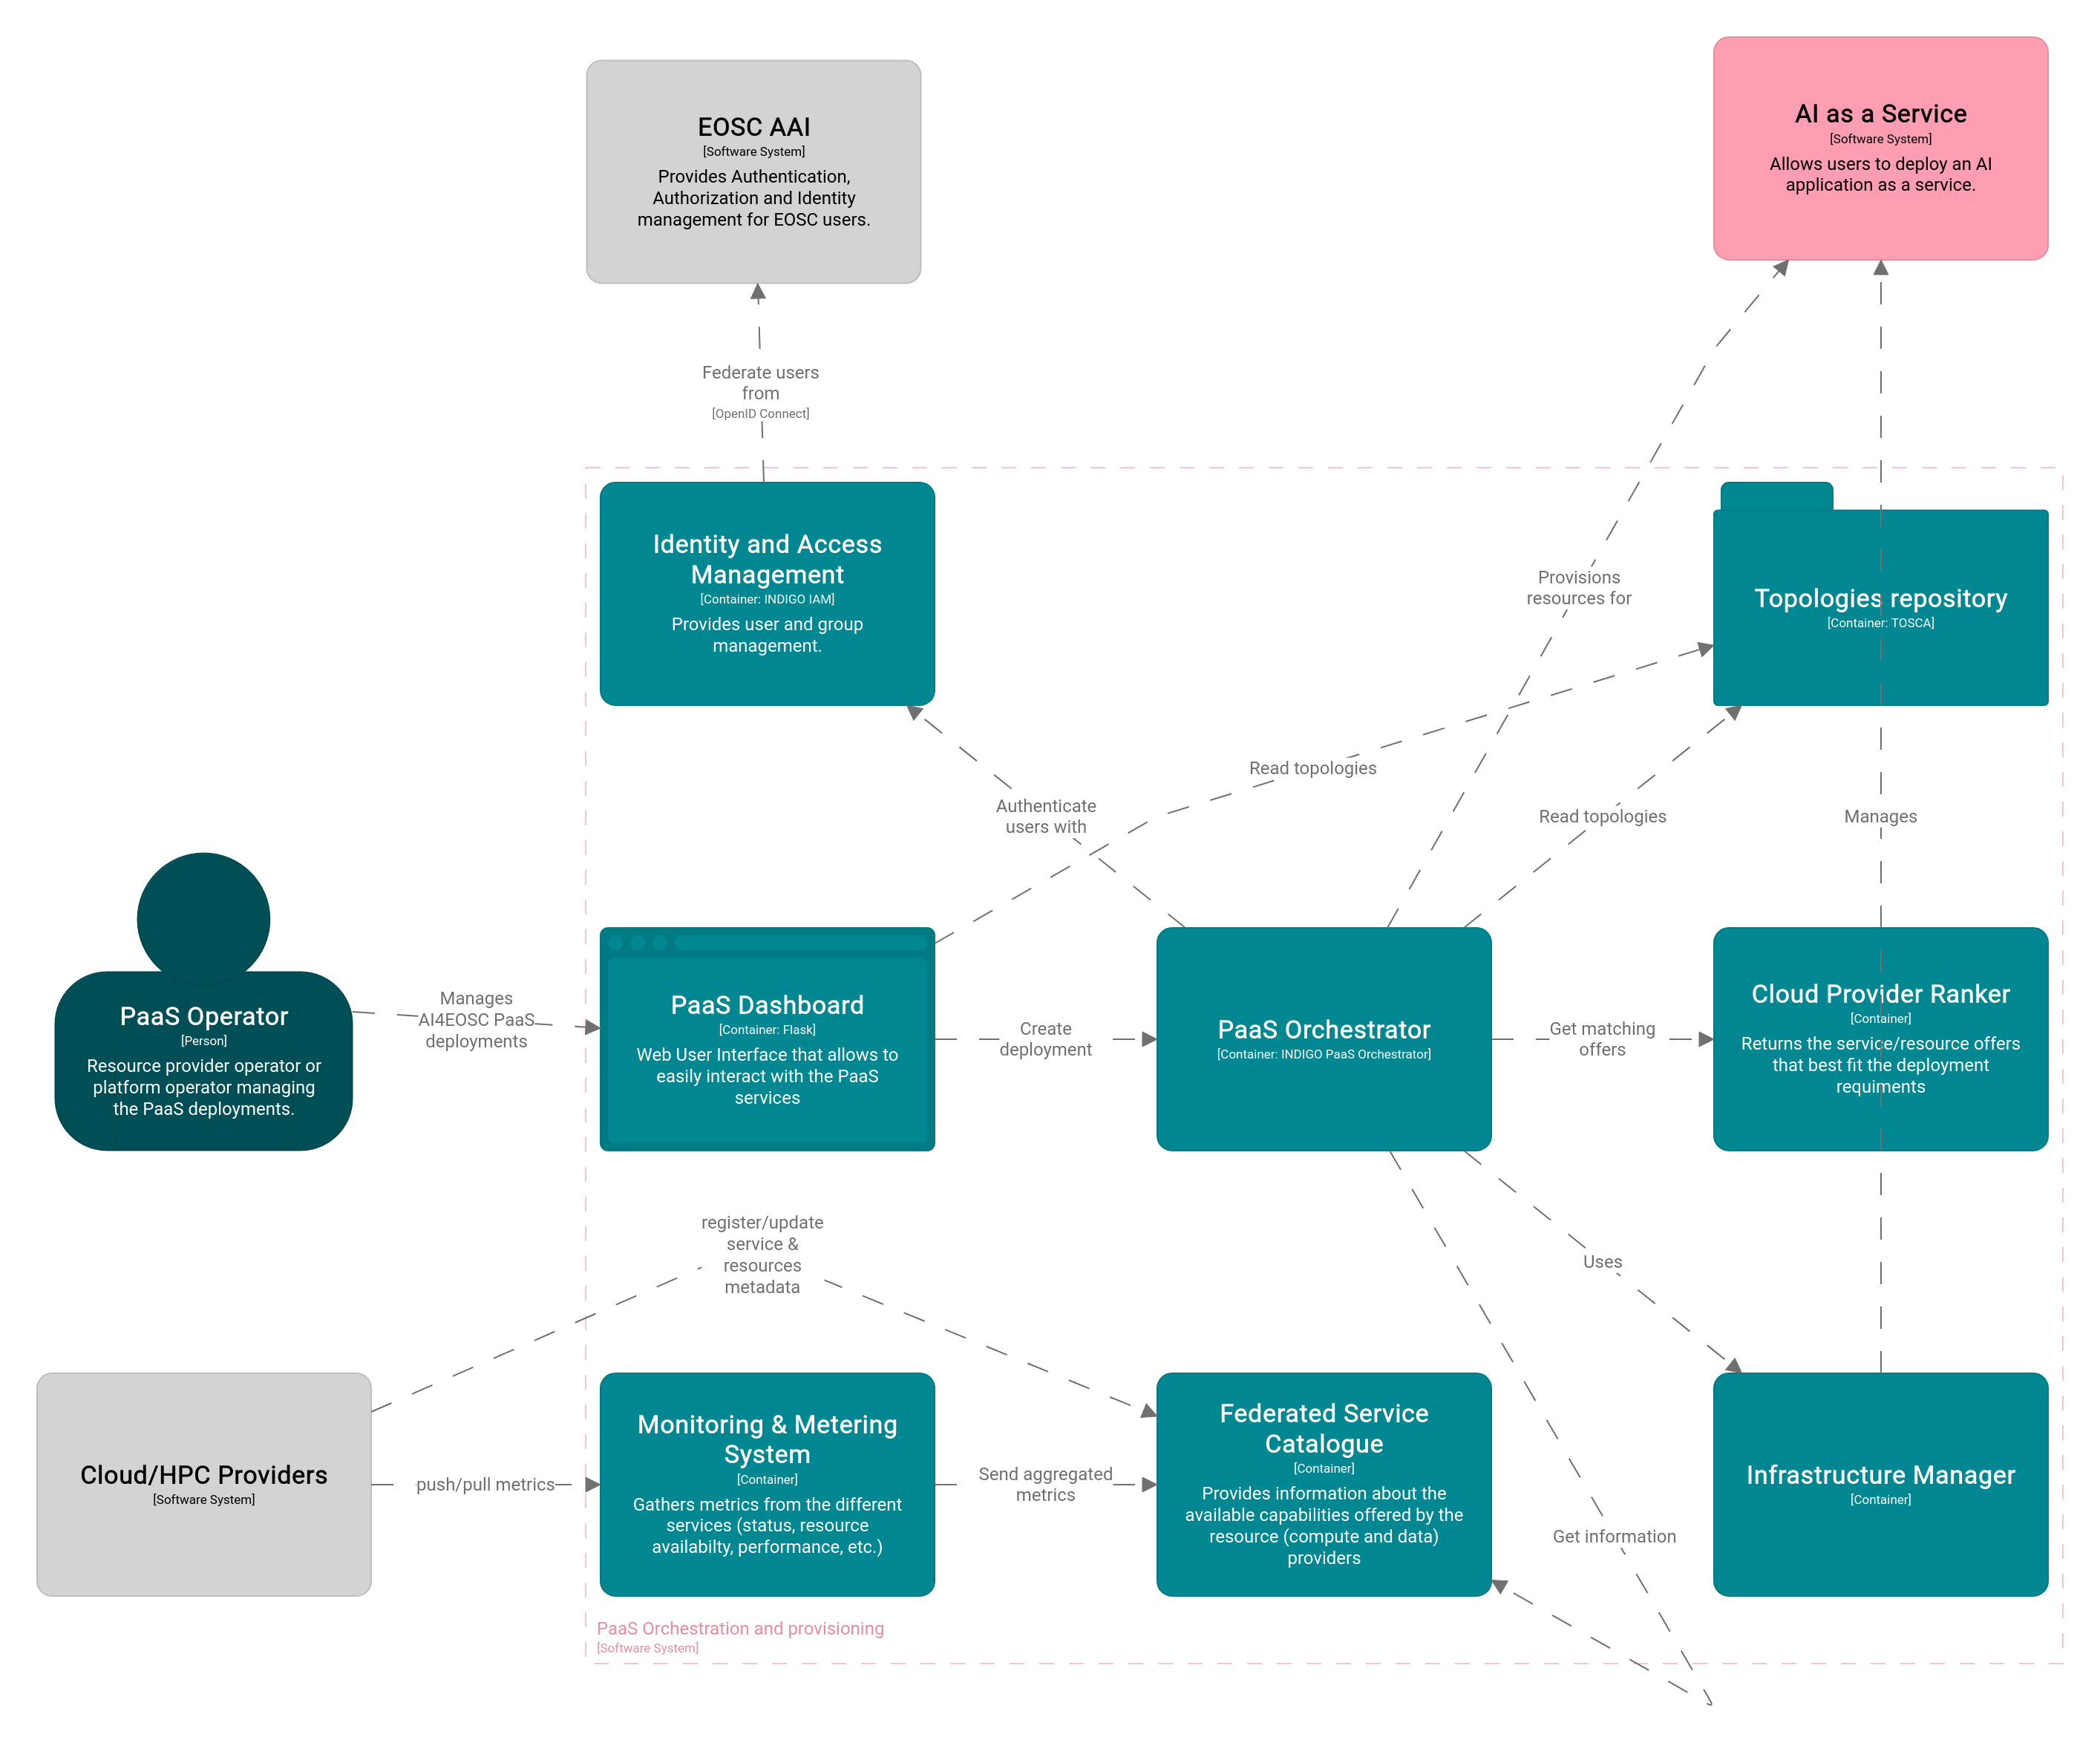 EOSC AAI
[Software System]
Provides Authentication,
Authorization and Identity
management for EOSC users.
AI as a Service
[Software System]
Allows users to deploy an AI
application as a service.
Federate users
from
[OpenID Connect]
Identity and Access
Management
[Container: INDIGO IAM]
Provides user and group
management.
Provisions
resources for
Topologies repository
[Container: TOSCA]
Read topologies
Authenticate
users with
Read topologies
Manages
PaaS Operator
[Person]
Resource provider operator or
platform operator managing
the PaaS deployments.
Manages
AI4EOSC PaaS
deployments
PaaS Dashboard
[Container: Flask]
Web User Interface that allows to
easily interact with the PaaS
services
Create
deployment
PaaS Orchestrator
[Container: INDIGO PaaS Orchestrator]
Get matching
offers
Cloud Provider Ranker
[Container]
Returns the service/resource offers
that best fit the deployment
requiments
register/update
service &
resources
metadata
Uses
Cloud/HPC Providers
[Software System]
push/pull metrics
Monitoring & Metering
System
[Container]
Gathers metrics from the different
services (status, resource
availabilty, performance, etc.)
Send aggregated
metrics
Federated Service
Catalogue
[Container]
Provides information about the
available capabilities offered by the
resource (compute and data)
providers
Get information
Infrastructure Manager
[Container]
PaaS Orchestration and provisioning
[Software System]